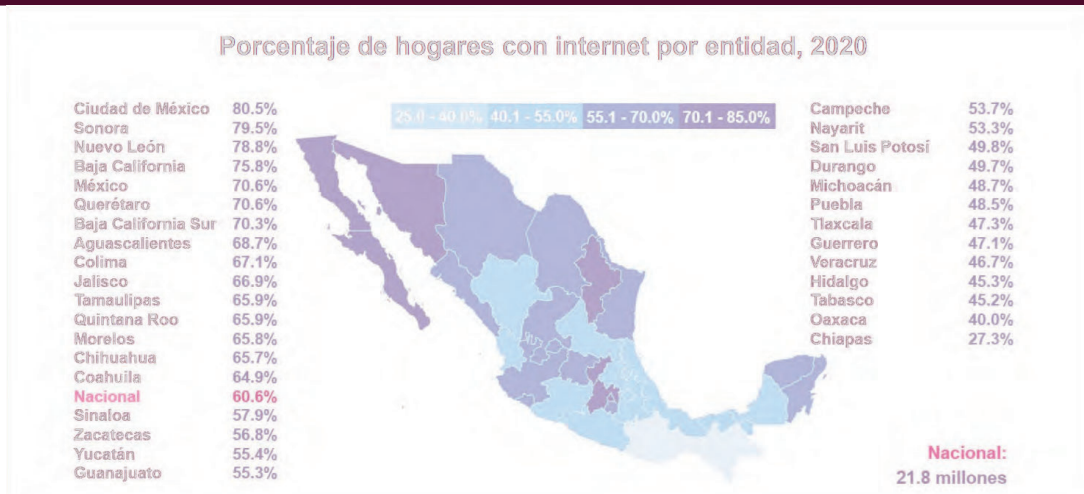 Porcentaje de hogares con internet por entidad, 2020
Ciudad de México 80.5%
Sonora 79.5%
Nuevo León 78.8%
Baja California 75.8%
México 70.6%
Querétaro 70.6%
Baja California Sur 70.3%
Aguascalientes 68.7%
Colima 67.1%
Jalisco 66.9%
Tamaulipas 65.9%
Quintana Roo 65.9%
Morelos 65.8%
Chihuahua 65.7%
Coahuila 64.9%
Nacional 60.6%
Sinaloa 57.9%
Zacatecas 56.8%
Yucatán 55.4%
Guanajuato 55.3%
25.0 - 40.0% 40.1 - 55.0% 55.1 - 70.0% 70.1 - 85.0%
Campeche 53.7%
Nayarit 53.3%
San Luis Potosí 49.8%
Durango 49.7%
Michoacán 48.7%
Puebla 48.5%
Tlaxcala 47.3%
Guerrero 47.1%
Veracruz 46.7%
Hidalgo 45.3%
Tabasco 45.2%
Oaxaca 40.0%
Chiapas 27.3%
Nacional:
21.8 millones